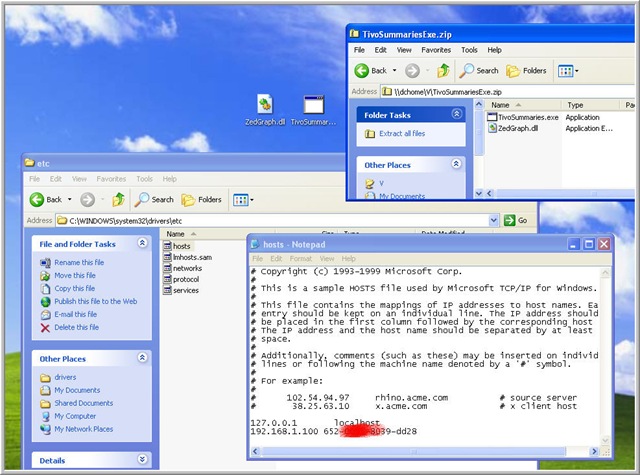 TivoSummariesExe.zip
File Edit View Favorites Tools Help
Back Search Folders
Address \\dchome\V\TivoSummariesExe.zip
Folder Tasks
Extract all files
Other Places
V
My Documents
Name Type Pack
TivoSummaries.exe Application
ZedGraph.dll Application E...
ZedGraph.dll TivoSummar...
etc
File Edit View Favorites Tools Help
Back Search Folders
Address C:\WINDOWS\system32\drivers\etc Go
File and Folder Tasks
Rename this file
Move this file
Copy this file
Publish this file to the Web
E-mail this file
Delete this file
Other Places
drivers
My Documents
Shared Documents
My Computer
My Network Places
Details
Name Size Type Date Modified
hosts
lmhosts.sam
networks
protocol
services
hosts - Notepad
File Edit Format View Help
# Copyright (c) 1993-1999 Microsoft Corp.
#
# This is a sample HOSTS file used by Microsoft TCP/IP for Windows.
#
# This file contains the mappings of IP addresses to host names. Ea
# entry should be kept on an individual line. The IP address should
# be placed in the first column followed by the corresponding host
# The IP address and the host name should be separated by at least
# space.
#
# Additionally, comments (such as these) may be inserted on individ
# lines or following the machine name denoted by a '#' symbol.
#
# For example:
#
# 102.54.94.97 rhino.acme.com # source server
# 38.25.63.10 x.acme.com # x client host
127.0.0.1 localhost
192.168.1.100 652- 8039-dd28